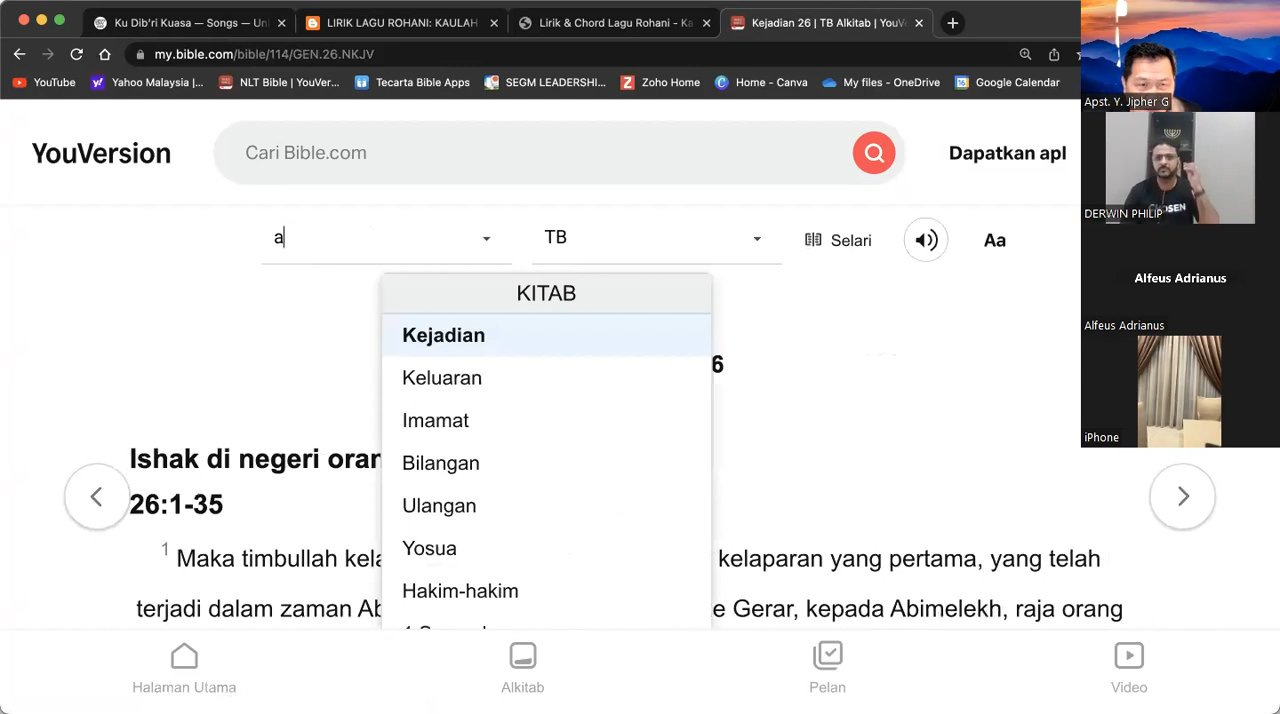 Ku Dib'ri Kuasa — Songs — Un
LIRIK LAGU ROHANI: KAULAH
Lirik & Chord Lagu Rohani - Ka
Kejadian 26 | TB Alkitab | YouV
my.bible.com/bible/114/GEN.26.NKJV
YouTube
Yahoo Malaysia |...
NLT Bible | YouVer...
Tecarta Bible Apps
SEGM LEADERSHI...
Zoho Home
Home - Canva
My files - OneDrive
Google Calendar
YouVersion
Cari Bible.com
Dapatkan apl
a
TB
Selari
Aa
KITAB
Kejadian
Keluaran
Imamat
Bilangan
Ulangan
Yosua
Hakim-hakim
6
Ishak di negeri oran
26:1-35
1 Maka timbullah kela kelaparan yang pertama, yang telah
terjadi dalam zaman Ab e Gerar, kepada Abimelekh, raja orang
Halaman Utama
Alkitab
Pelan
Video
Apst. Y. Jipher G
DERWIN PHILIP
Alfeus Adrianus
Alfeus Adrianus
iPhone